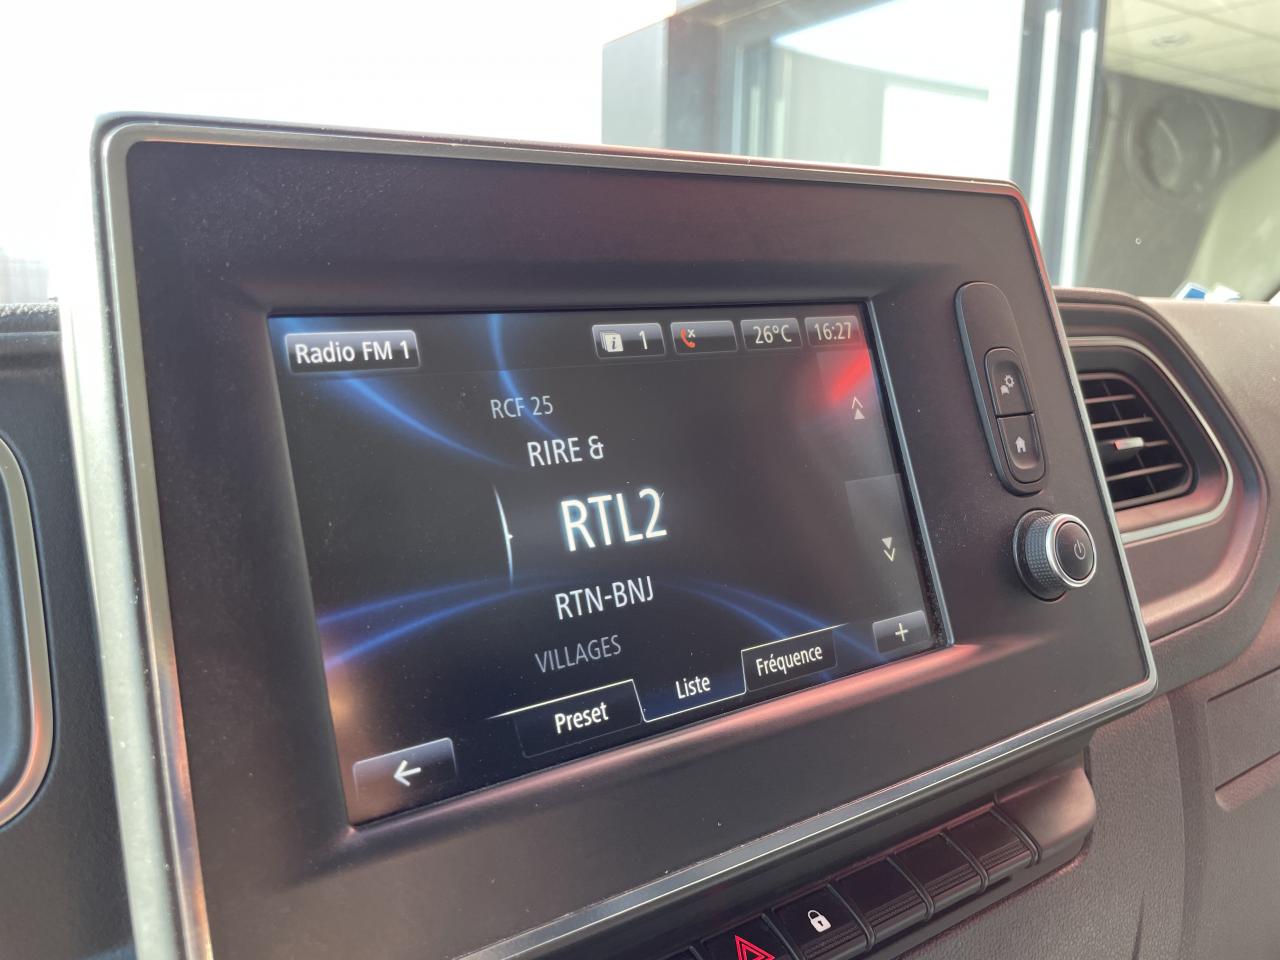 Radio FM 1
1
26°C
16:27
RCF 25
RIRE &
RTL2
RTN-BNJ
VILLAGES
Preset
Liste
Fréquence
+